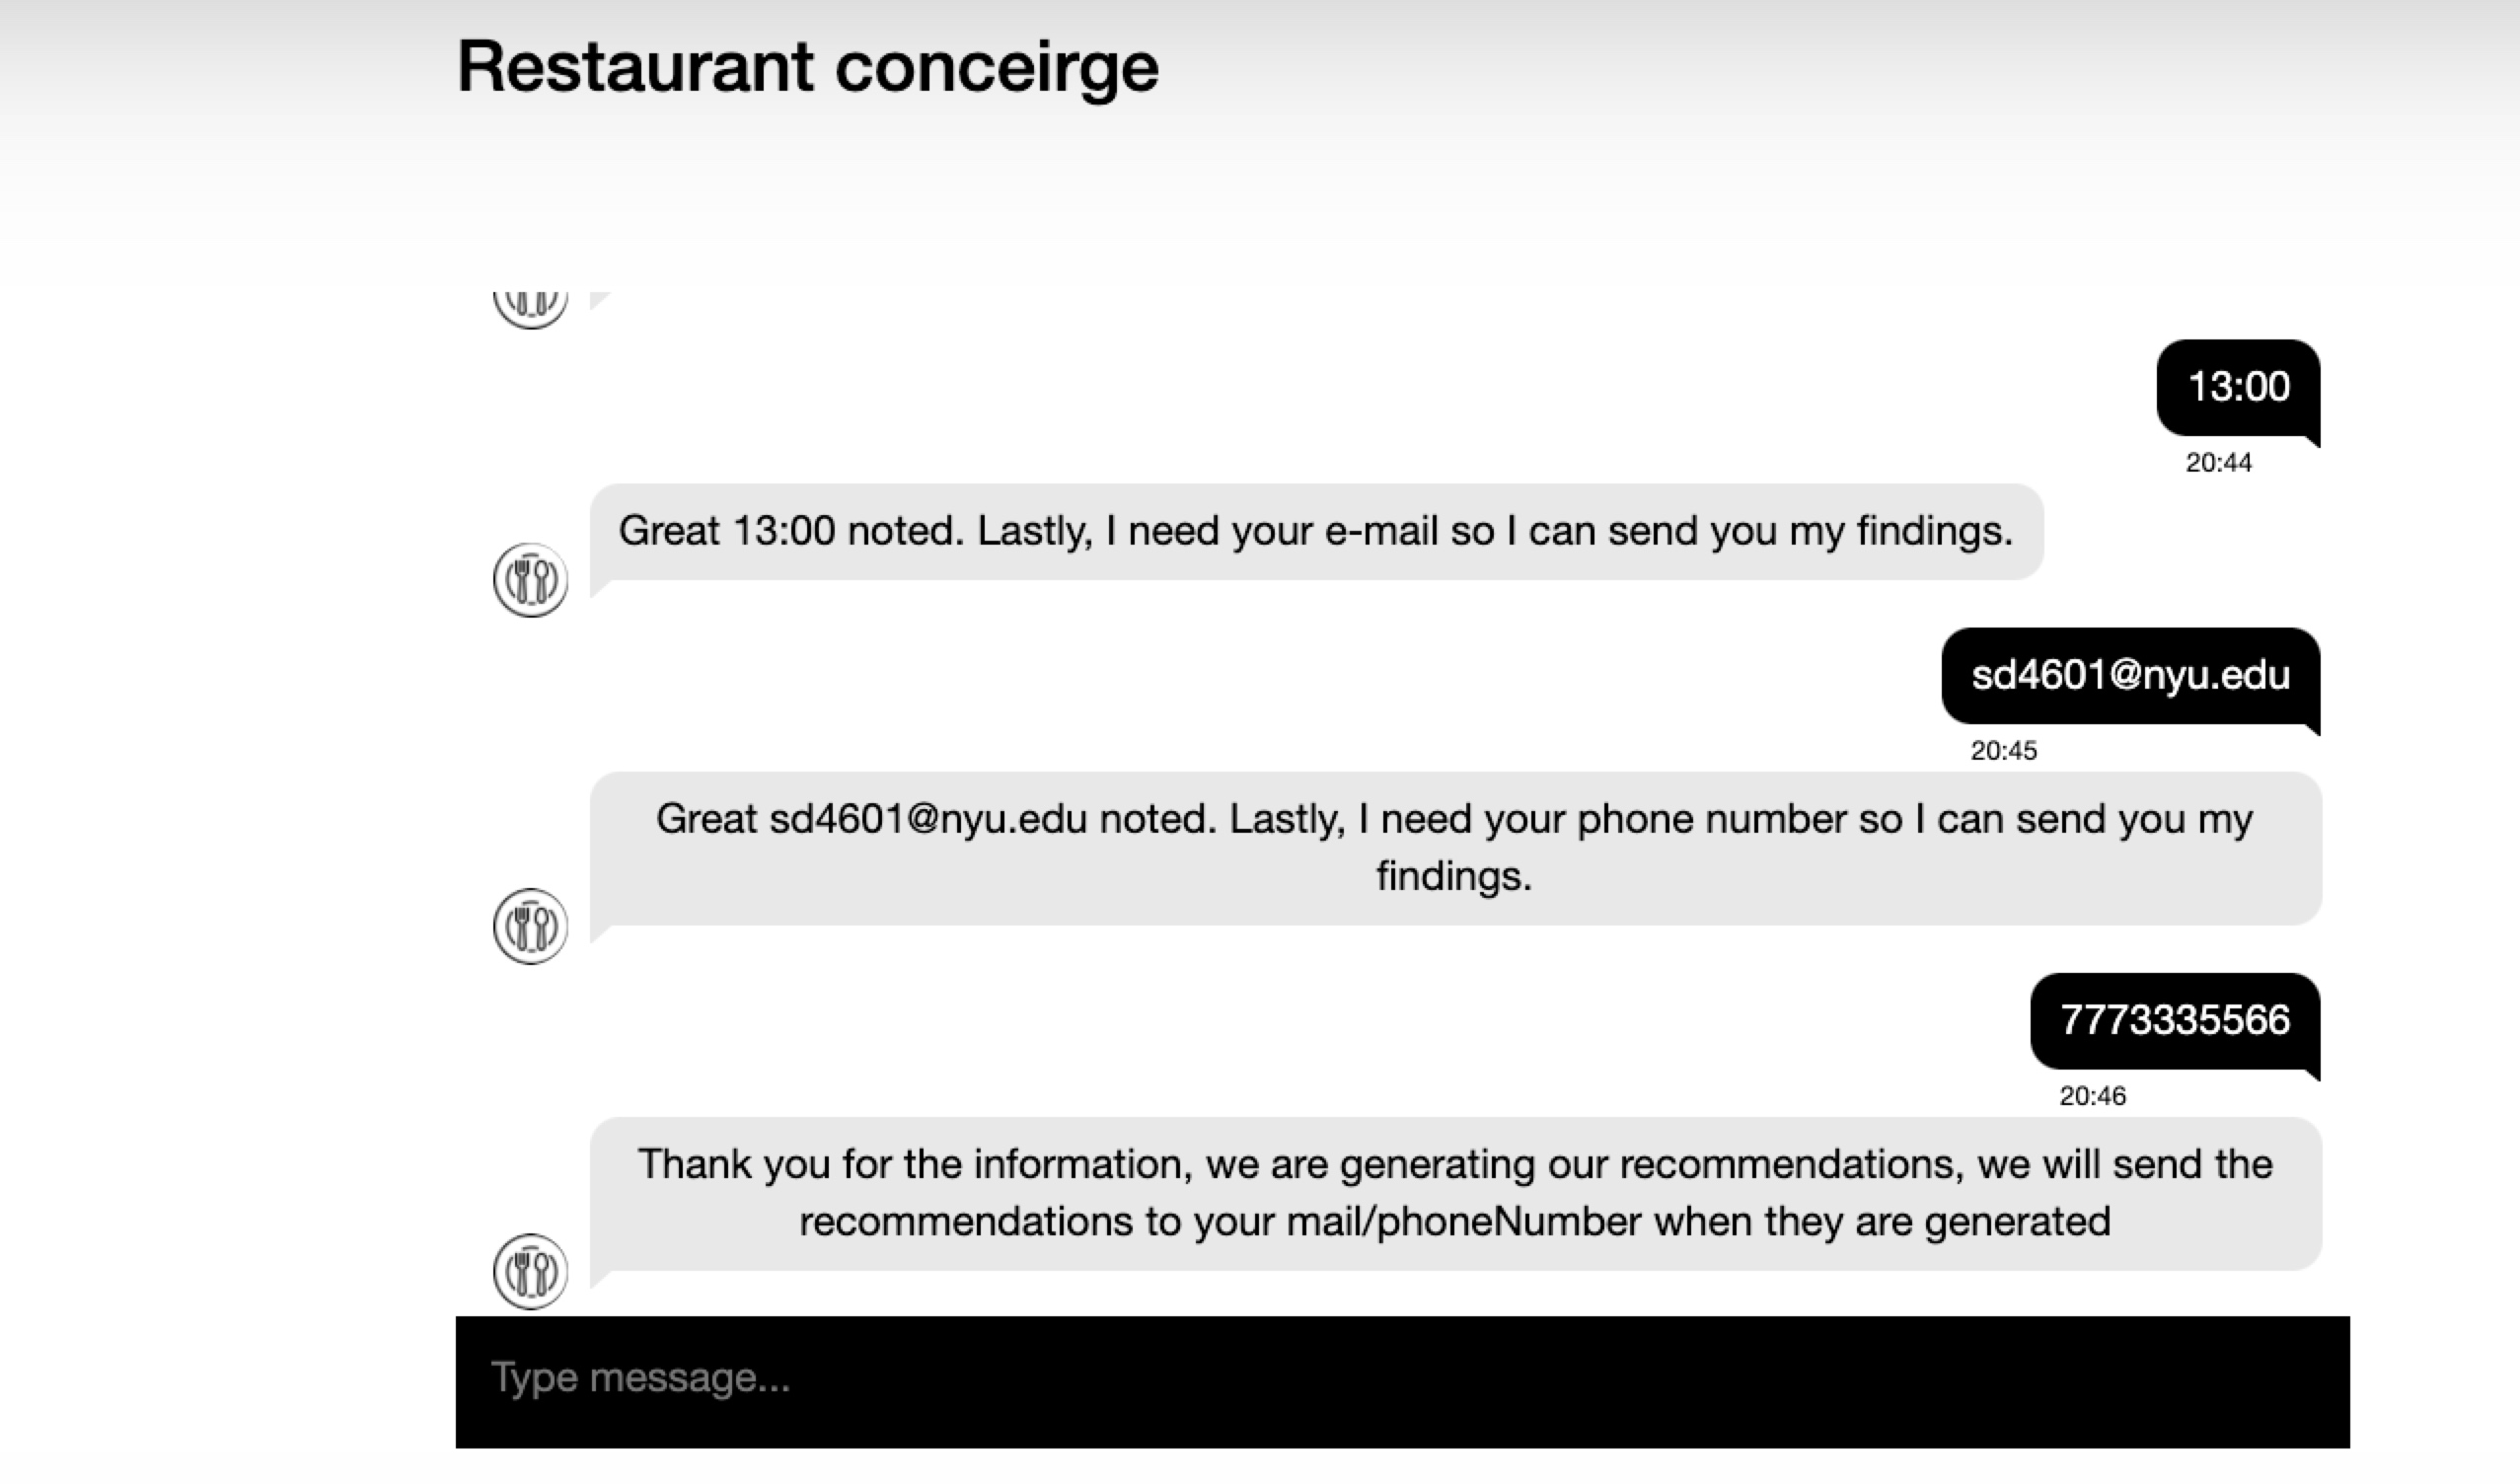 Restaurant conceirge
13:00
20:44
Great 13:00 noted. Lastly, I need your e-mail so I can send you my findings.
sd4601@nyu.edu
20:45
Great sd4601@nyu.edu noted. Lastly, I need your phone number so I can send you my
findings.
7773335566
20:46
Thank you for the information, we are generating our recommendations, we will send the
recommendations to your mail/phoneNumber when they are generated
Type message...